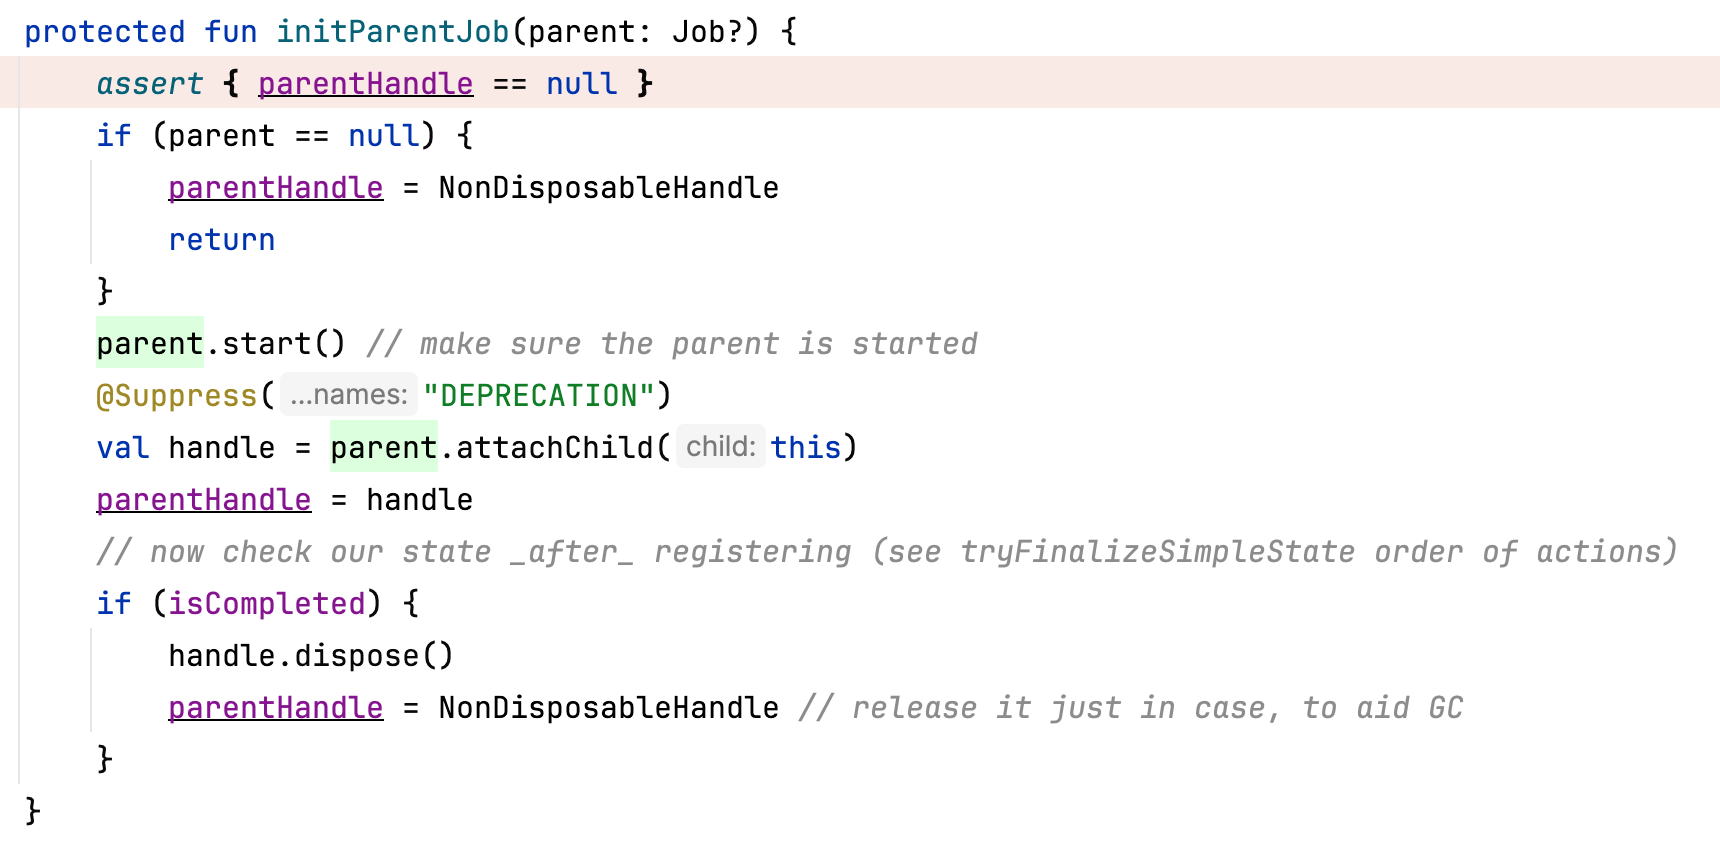 protected fun initParentJob(parent: Job?) {
    assert { parentHandle == null }
    if (parent == null) {
        parentHandle = NonDisposableHandle
        return
    }
    parent.start() // make sure the parent is started
    @Suppress( ...names: "DEPRECATION")
    val handle = parent.attachChild( child: this)
    parentHandle = handle
    // now check our state _after_ registering (see tryFinalizeSimpleState order of actions)
    if (isCompleted) {
        handle.dispose()
        parentHandle = NonDisposableHandle // release it just in case, to aid GC
    }
}